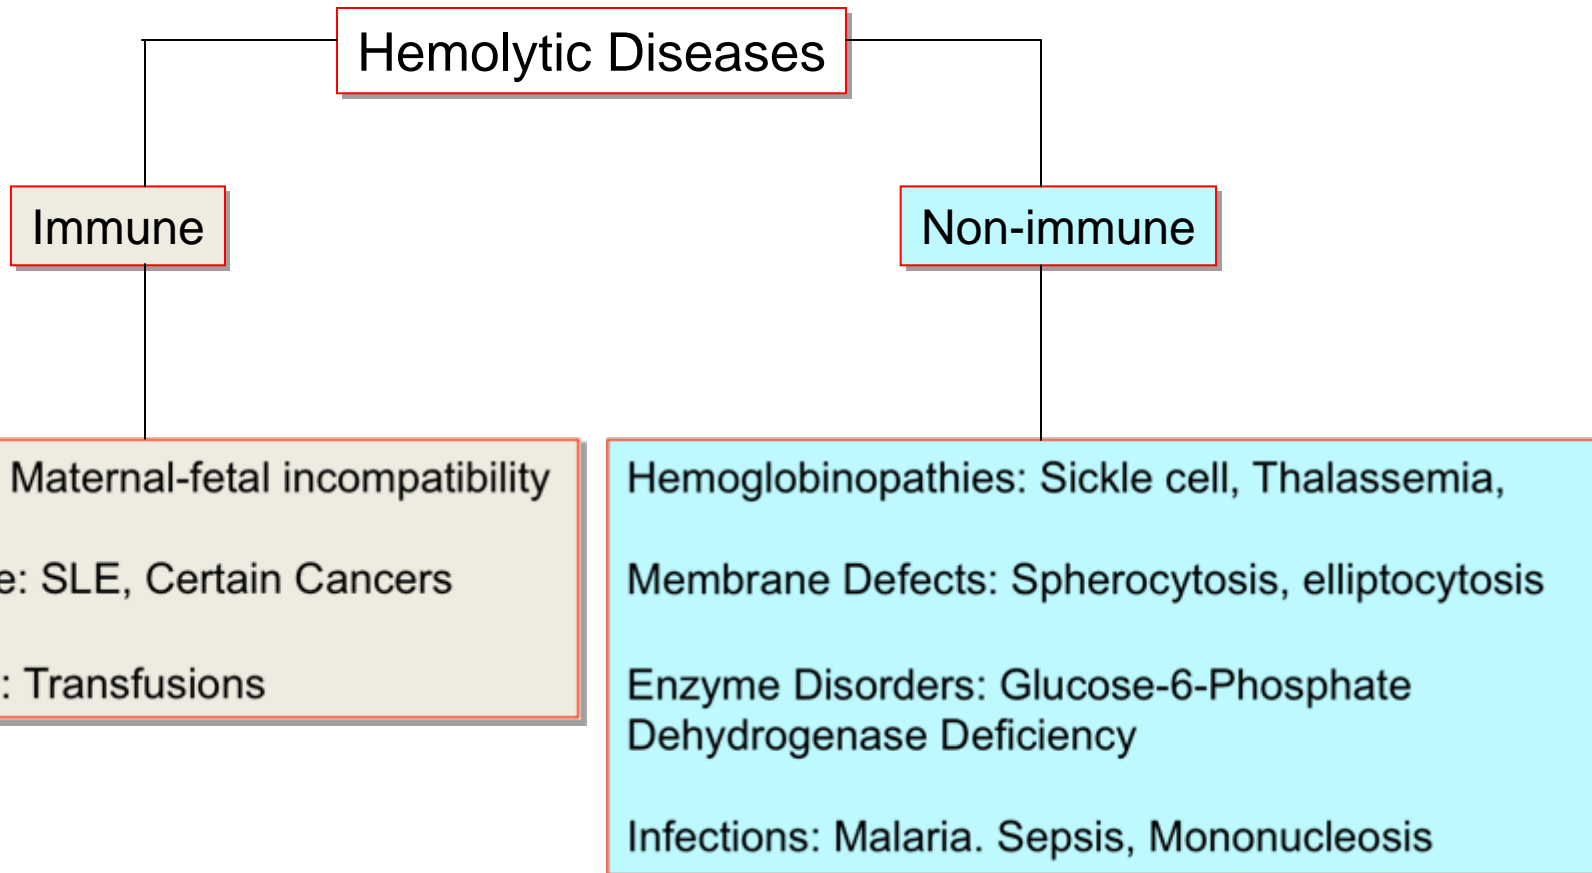 Hemolytic Diseases
Immune
Non-immune
Maternal-fetal incompatibility
e: SLE, Certain Cancers
: Transfusions
Hemoglobinopathies: Sickle cell, Thalassemia,
Membrane Defects: Spherocytosis, elliptocytosis
Enzyme Disorders: Glucose-6-Phosphate
Dehydrogenase Deficiency
Infections: Malaria. Sepsis, Mononucleosis